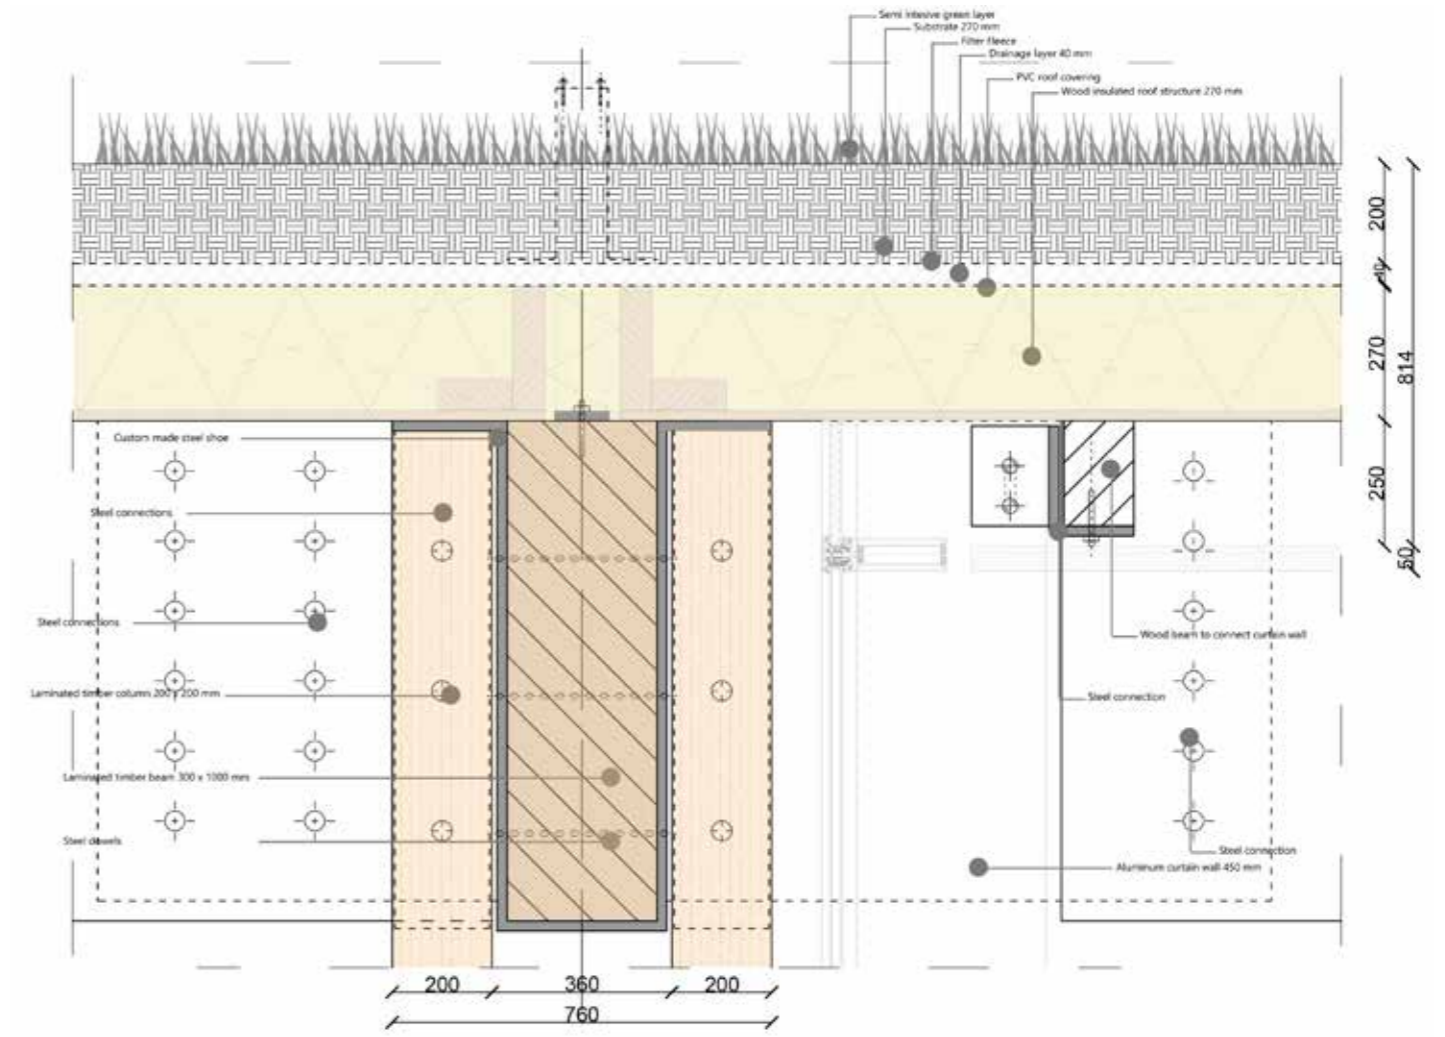 Semi intesive green layer
Substrate 270 mm
Filter fleece
Drainage layer 40 mm
PVC roof covering
Wood insulated roof structure 270 mm
200
40
270
814
250
50
Custom made steel shoe
Steel connections
Steel connections
Laminated timber column 200 x 200 mm
Laminated timber beam 300 x 1000 mm
Steel dowels
Wood beam to connect curtain wall
Steel connection
Steel connection
Aluminum curtain wall 450 mm
200
360
200
760